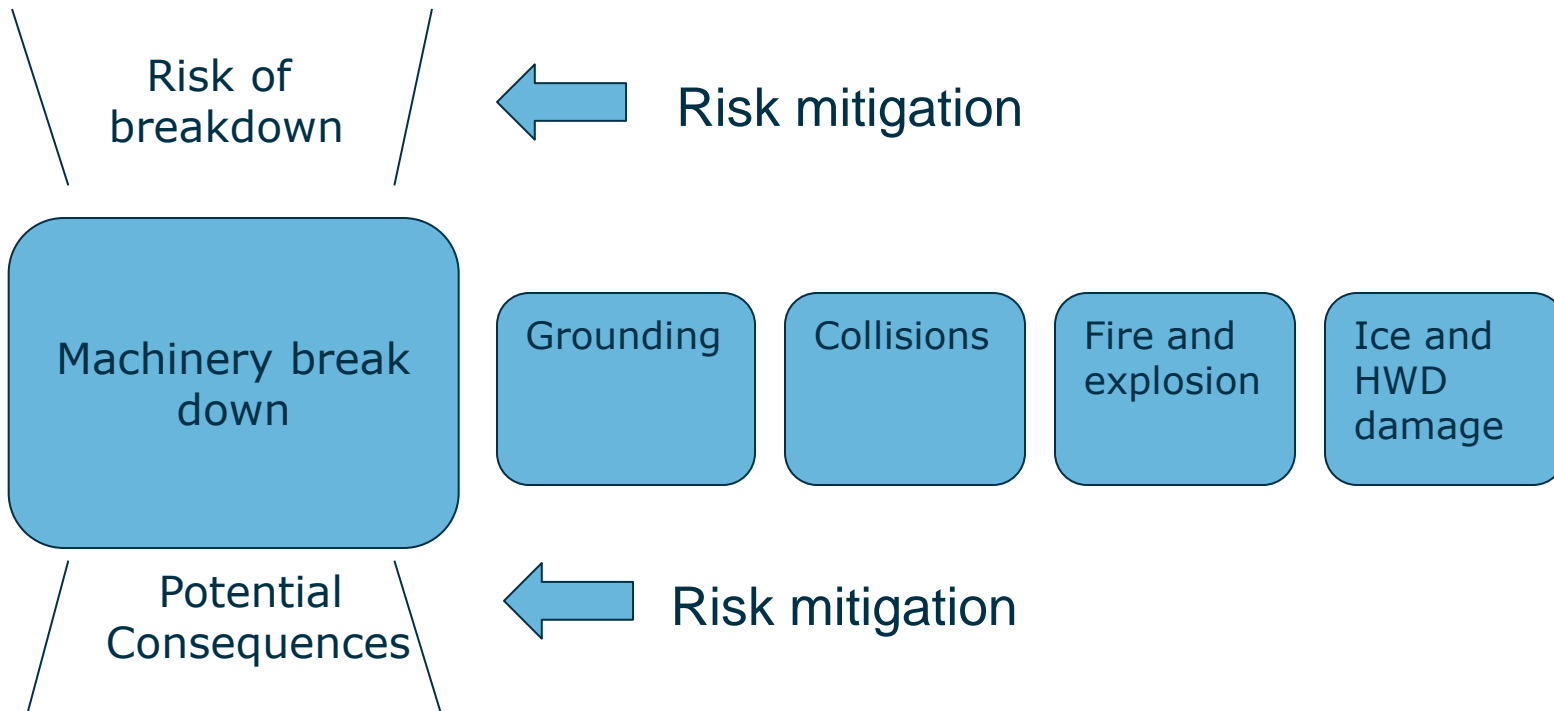 Risk of
breakdown
Risk mitigation
Machinery break
down
Grounding
Collisions
Fire and
explosion
Ice and
HWD
damage
Potential
Consequences
Risk mitigation